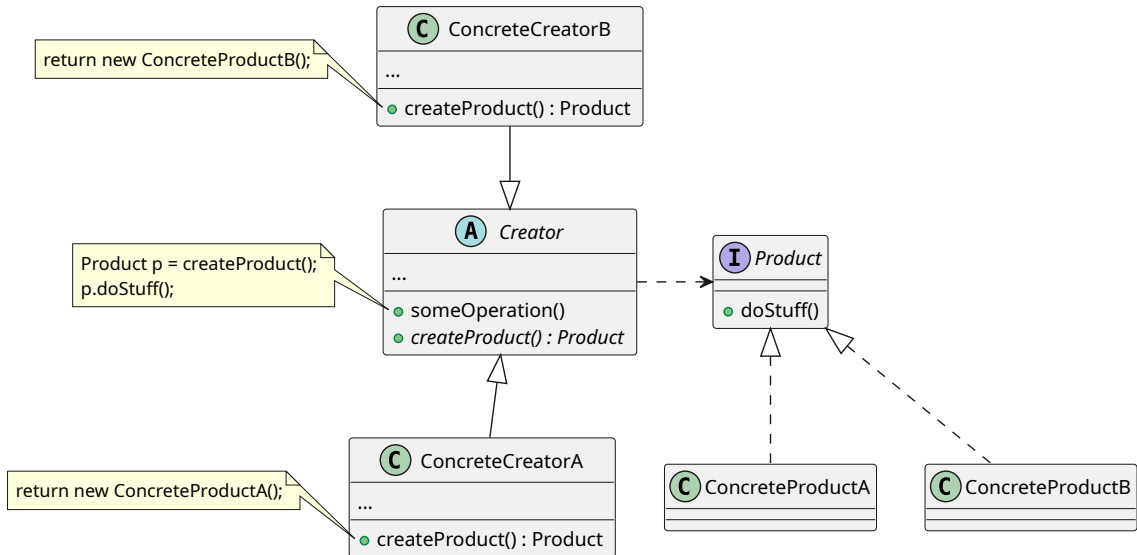 C ConcreteCreatorB
...
createProduct() : Product
return new ConcreteProductB();
A Creator
...
someOperation()
createProduct() : Product
Product p = createProduct();
p.doStuff();
I Product
doStuff()
C ConcreteCreatorA
...
createProduct() : Product
return new ConcreteProductA();
C ConcreteProductA
C ConcreteProductB